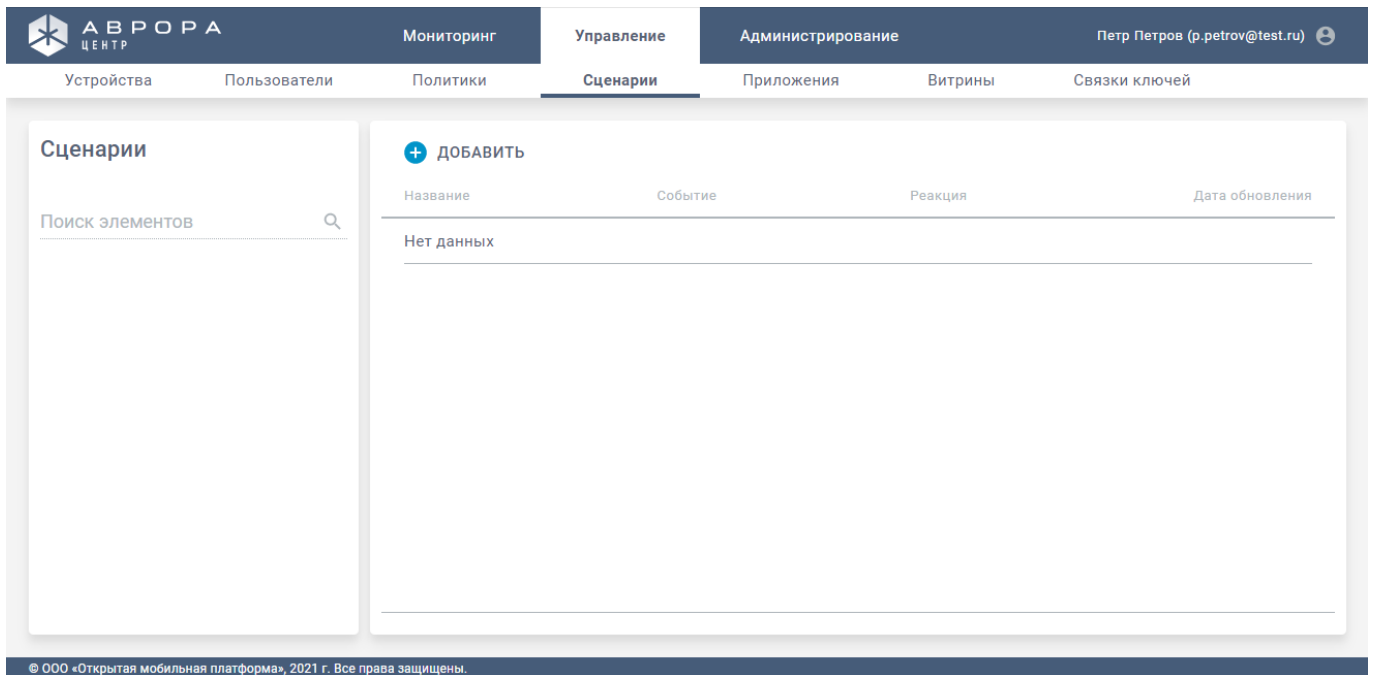 АВРОРА
ЦЕНТР
Мониторинг Управление Администрирование Петр Петров (p.petrov@test.ru)
Устройства Пользователи Политики Сценарии Приложения Витрины Связки ключей
Сценарии
Поиск элементов
ДОБАВИТЬ
Название Событие Реакция Дата обновления
Нет данных
© ООО «Открытая мобильная платформа», 2021 г. Все права защищены.